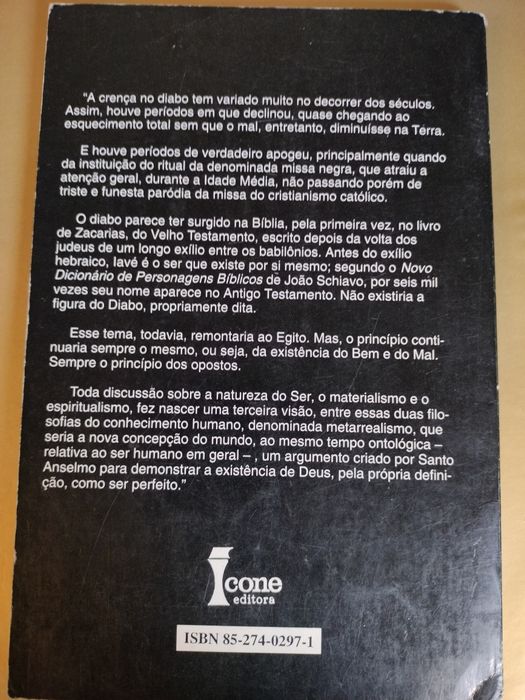 "A crença no diabo tem variado muito no decorrer dos séculos.
Assim, houve períodos em que declinou, quase chegando ao
esquecimento total sem que o mal, entretanto, diminuísse na Terra.
E houve períodos de verdadeiro apogeu, principalmente quando
da instituição do ritual da denominada missa negra, que atraiu a
atenção geral, durante a Idade Média, não passando porém de
triste e funesta paródia da missa do cristianismo católico.
O diabo parece ter surgido na Bíblia, pela primeira vez, no livro
de Zacarias, do Velho Testamento, escrito depois da volta dos
judeus de um longo exílio entre os babilônios. Antes do exílio
hebraico, Iavé é o ser que existe por si mesmo; segundo o Novo
Dicionário de Personagens Bíblicos de João Schiavo, por seis mil
vezes seu nome aparece no Antigo Testamento. Não existiria a
figura do Diabo, propriamente dita.
Esse tema, todavia, remontaria ao Egito. Mas, o princípio conti-
nuaria sempre o mesmo, ou seja, da existência do Bem e do Mal.
Sempre o princípio dos opostos.
Toda discussão sobre a natureza do Ser, o materialismo e o
espiritualismo, fez nascer uma terceira visão, entre essas duas filo-
sofias do conhecimento humano, denominada metarrealismo, que
seria a nova concepção do mundo, ao mesmo tempo ontológica –
relativa ao ser humano em geral – , um argumento criado por Santo
Anselmo para demonstrar a existência de Deus, pela própria defini-
ção, como ser perfeito."
Ícone
editora
ISBN 85-274-0297-1